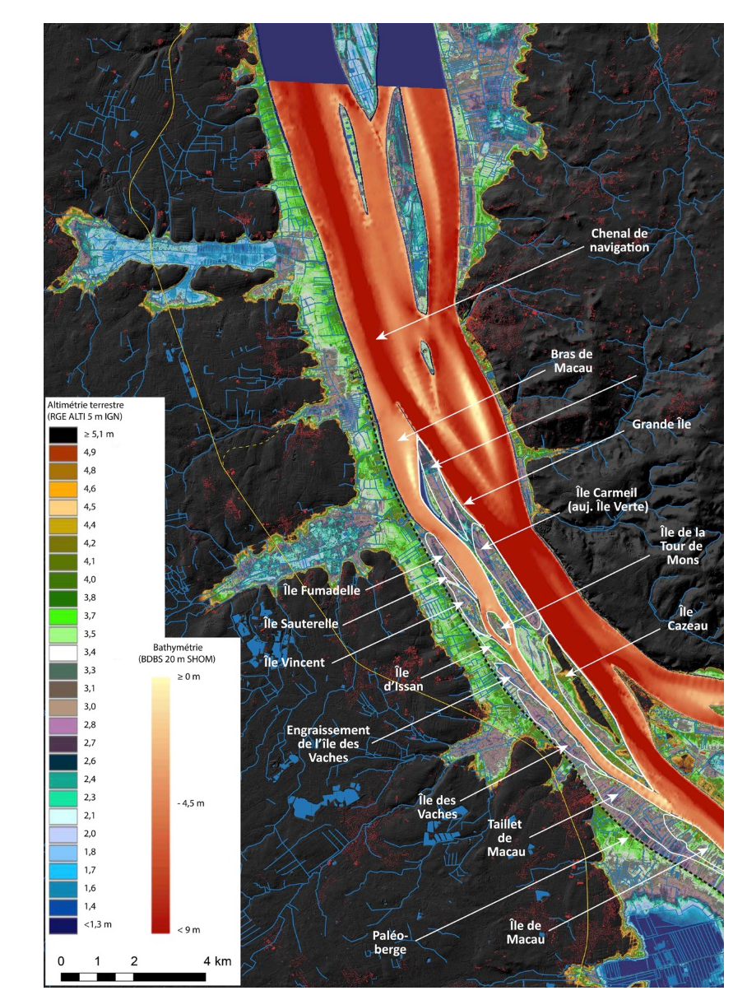 Chenal de
navigation
Bras de
Macau
Grande Île
Île Carmeil
(auj. Île Verte)
Île de la
Tour de
Mons
Île
Cazeau
Île Fumadelle
Île Sauterelle
Île Vincent
Île
d'Issan
Engraissement
de l'île des
Vaches
Île des
Vaches
Taillet
de
Macau
Île de
Macau
Paléo-
berge
Altimétrie terrestre
(RGE ALTI 5 m IGN)
≥ 5,1 m
4,9
4,8
4,6
4,5
4,4
4,2
4,1
4,0
3,8
3,7
3,5
3,4
3,3
3,1
3,0
2,8
2,7
2,6
2,4
2,3
2,1
2,0
1,8
1,7
1,6
1,4
<1,3 m
Bathymétrie
(BDBS 20 m SHOM)
≥ 0 m
- 4,5 m
< 9 m
0 1 2 4 km